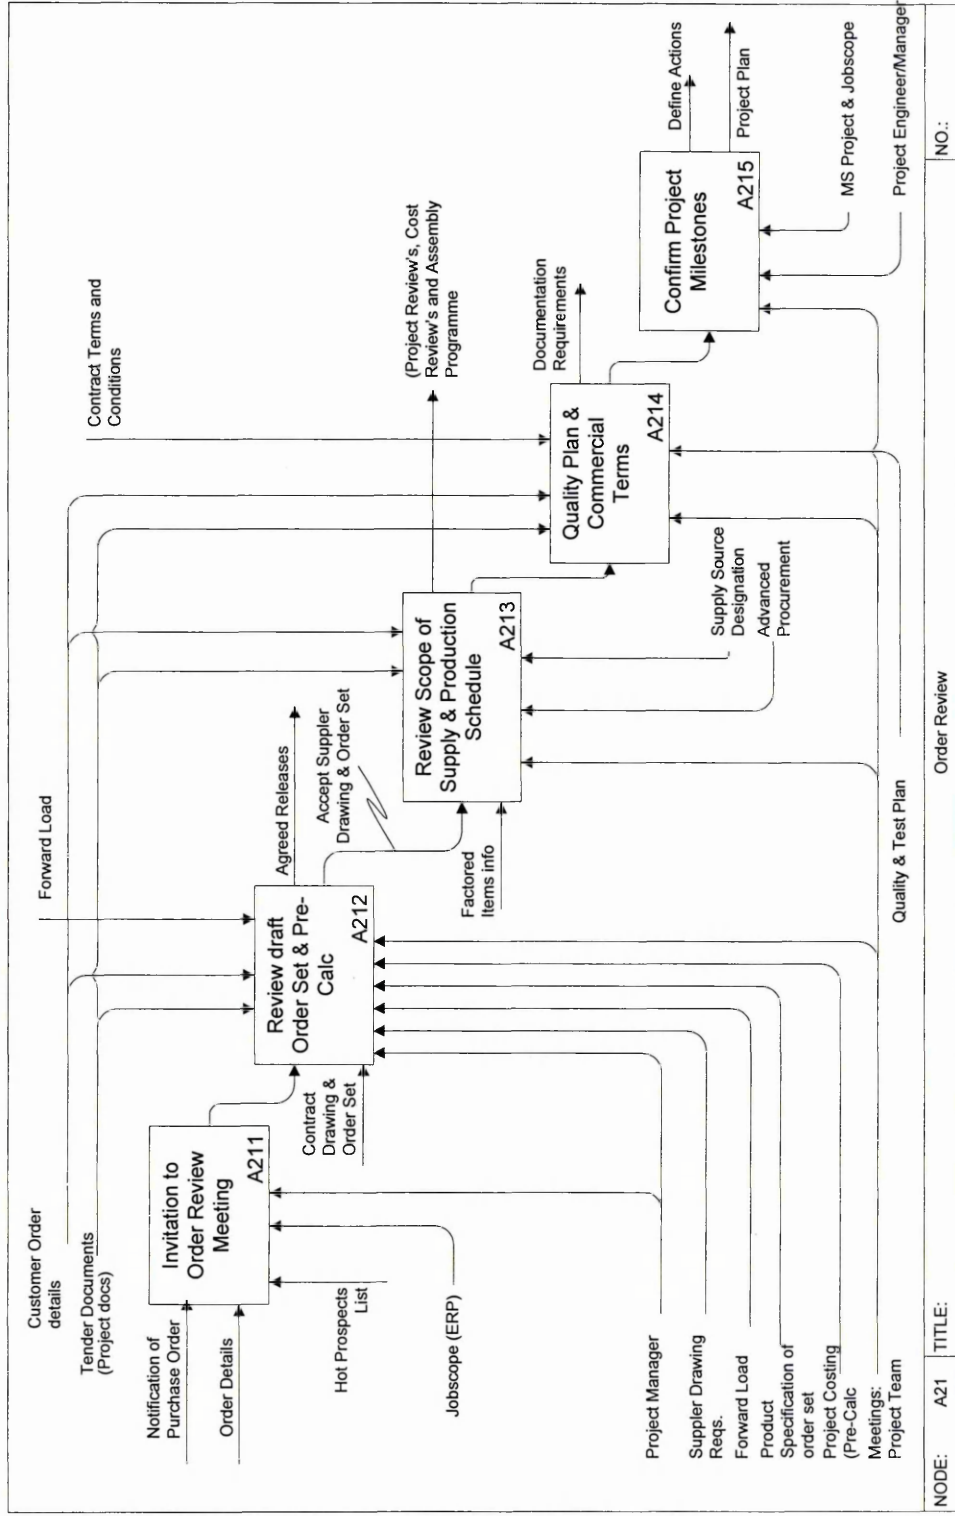 Customer Order
details
Tender Documents
(Project docs)
Forward Load
Contract Terms and
Conditions
Notification of
Purchase Order
Order Details
Invitation to
Order Review
Meeting
A211
Hot Prospects
List
Jobscope (ERP)
Contract
Drawing &
Order Set
Review draft
Order Set & Pre-
Calc
A212
Agreed Releases
Accept Suppler
Drawing & Order Set
Factored
Items info
Review Scope of
Supply & Production
Schedule
A213
(Project Review's, Cost
Review's and Assembly
Programme
Supply Source
Designation
Advanced
Procurement
Quality Plan &
Commercial
Terms
A214
Documentation
Requirements
Confirm Project
Milestones
A215
Define Actions
Project Plan
MS Project & Jobscope
Project Engineer/Manager
Project Manager
Suppler Drawing
Reqs.
Forward Load
Product
Specification of
order set
Project Costing
(Pre-Calc
Meetings:
Project Team
Quality & Test Plan
NODE: A21
TITLE:
Order Review
NO.: